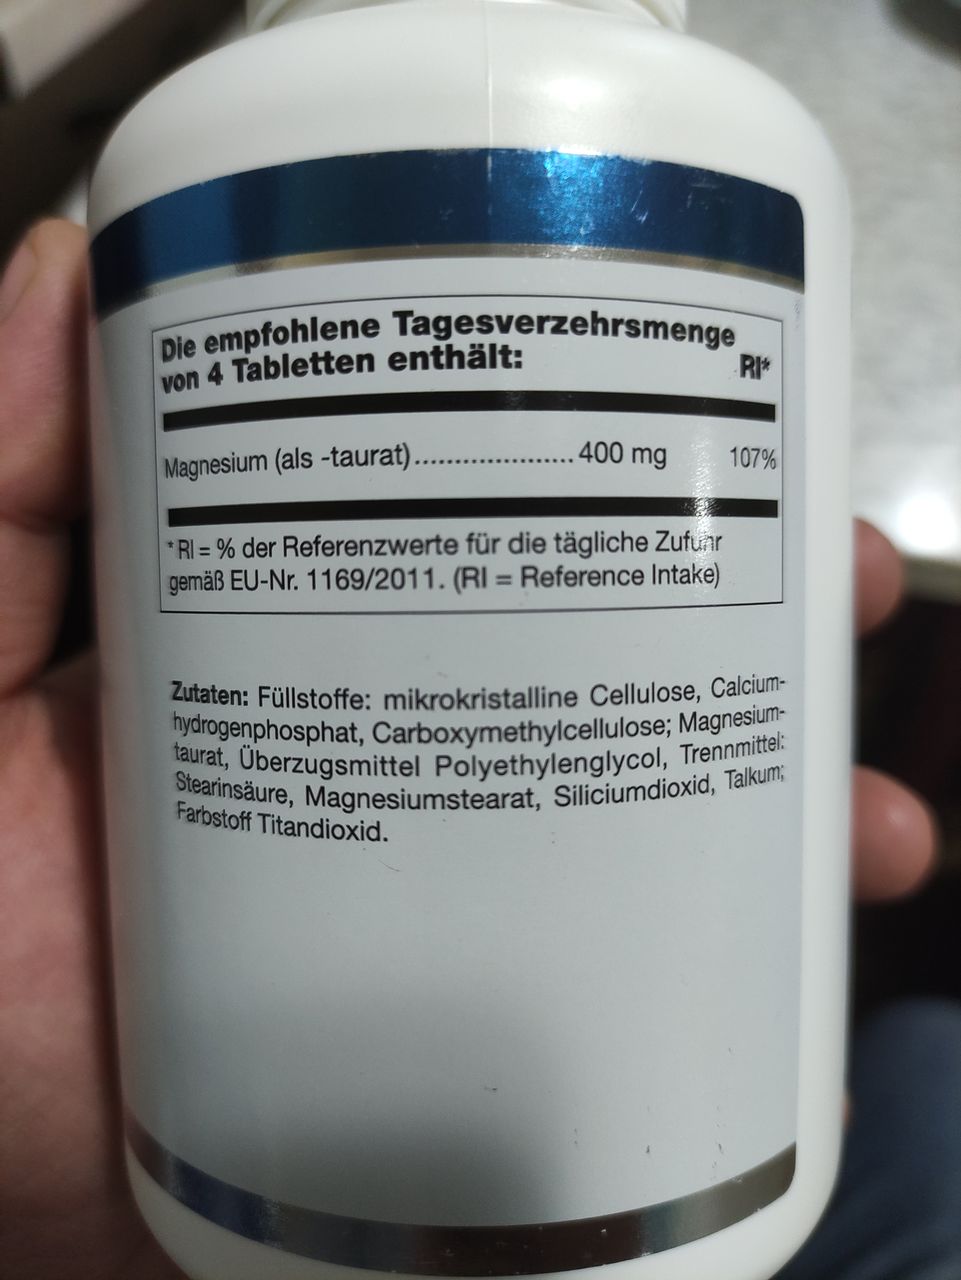 Die empfohlene Tagesverzehrsmenge
von 4 Tabletten enthält: RI*
Magnesium (als -taurat).................... 400 mg 107%
*RI = % der Referenzwerte für die tägliche Zufuhr
gemäß EU-Nr. 1169/2011. (RI = Reference Intake)
Zutaten: Füllstoffe: mikrokristalline Cellulose, Calcium-
hydrogenphosphat, Carboxymethylcellulose; Magnesium-
taurat, Überzugsmittel Polyethylenglycol, Trennmittel:
Stearinsäure, Magnesiumstearat, Siliciumdioxid, Talkum;
Farbstoff Titandioxid.